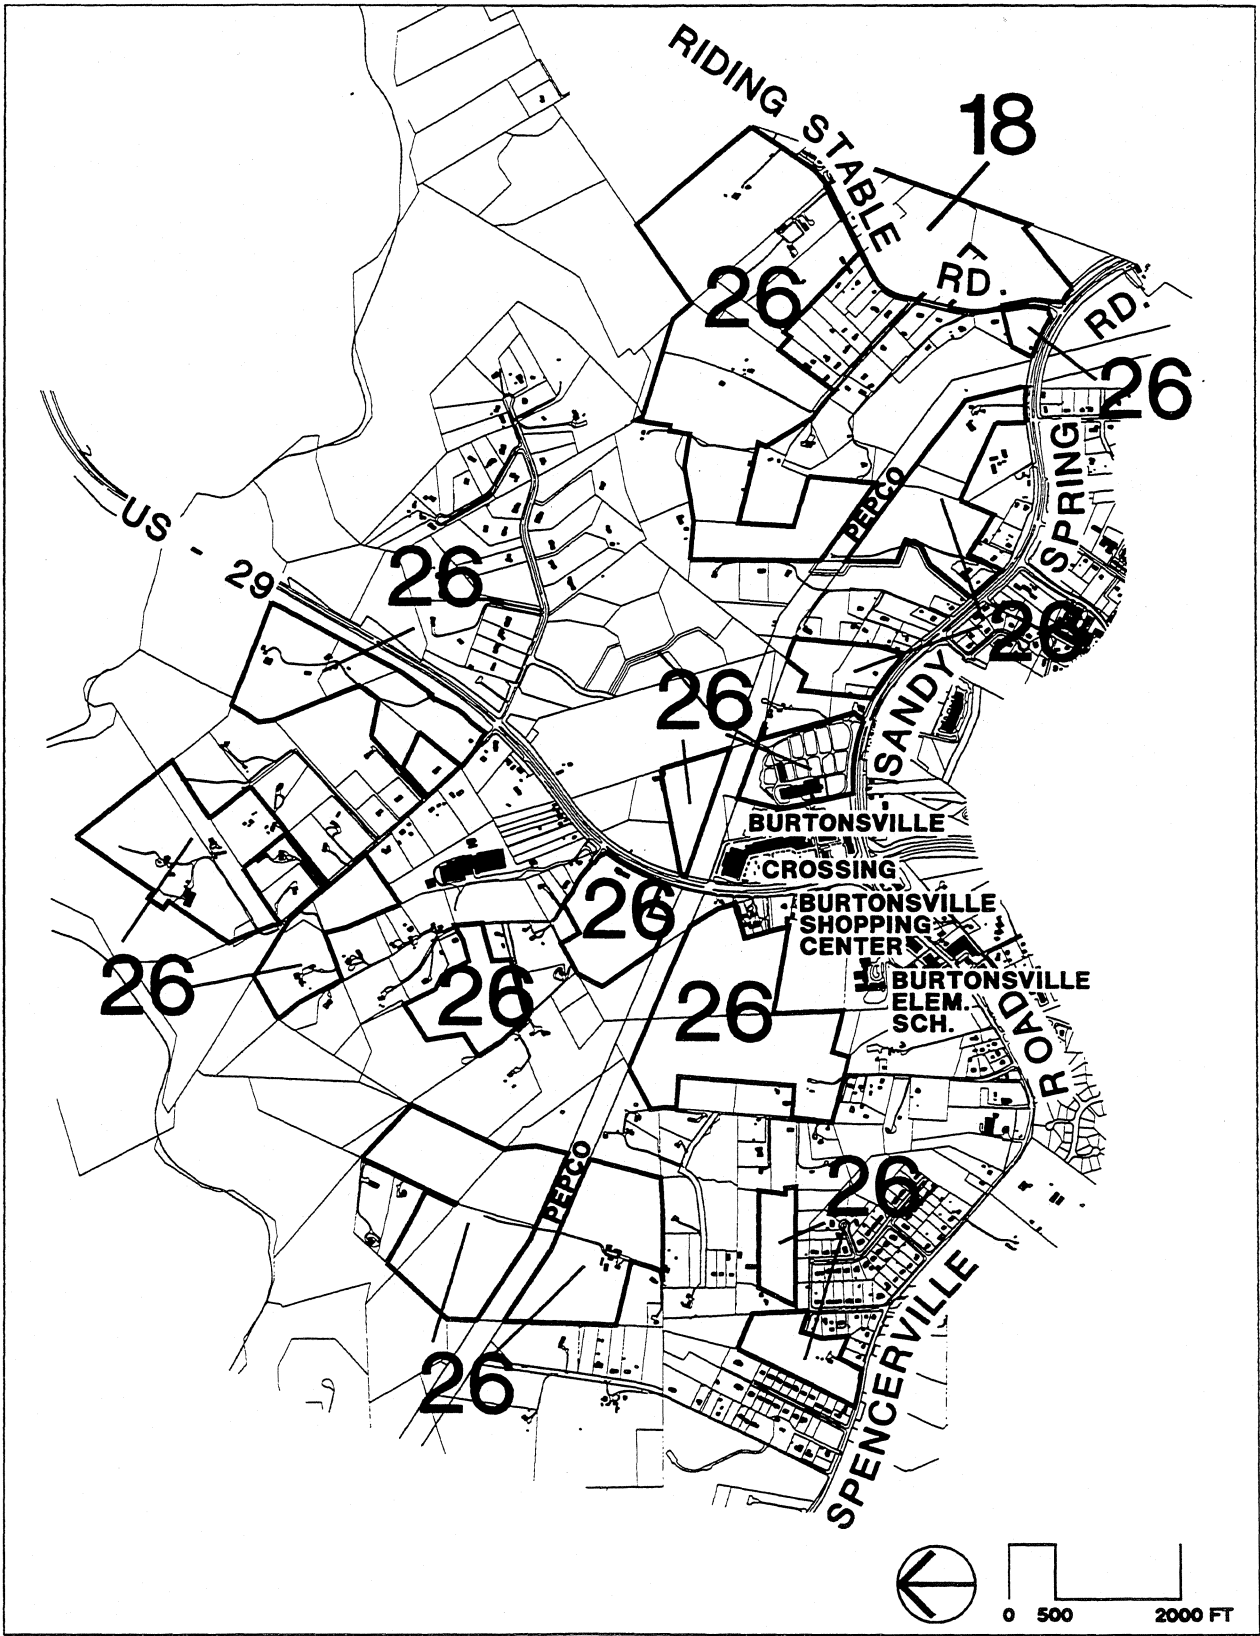 RIDING STABLE RD.
18
26
SANDY SPRING RD.
26
PEPCO
US - 29
26
26
26
BURTONSVILLE
CROSSING
26
BURTONSVILLE
SHOPPING
CENTER
BURTONSVILLE
ELEM.
SCH.
26
26
26
PEPCO
26
26
SPENCERVILLE ROAD
0 500 2000 FT